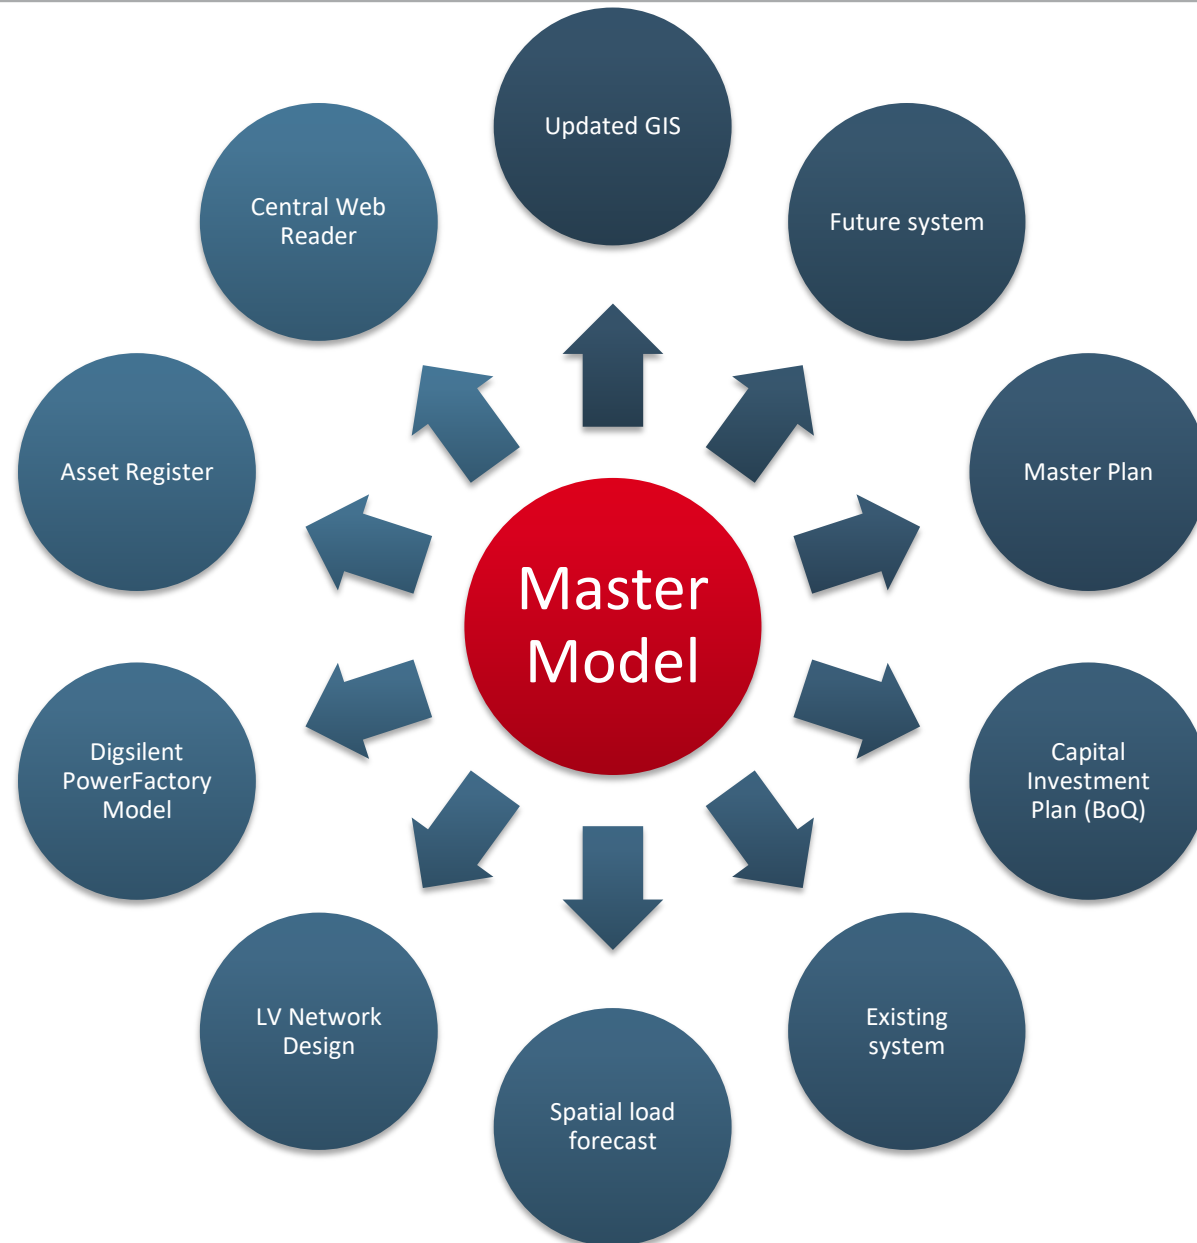 Updated GIS
Future system
Master Plan
Capital
Investment
Plan (BoQ)
Existing
system
Spatial load
forecast
LV Network
Design
Digsilent
PowerFactory
Model
Asset Register
Central Web
Reader
Master
Model